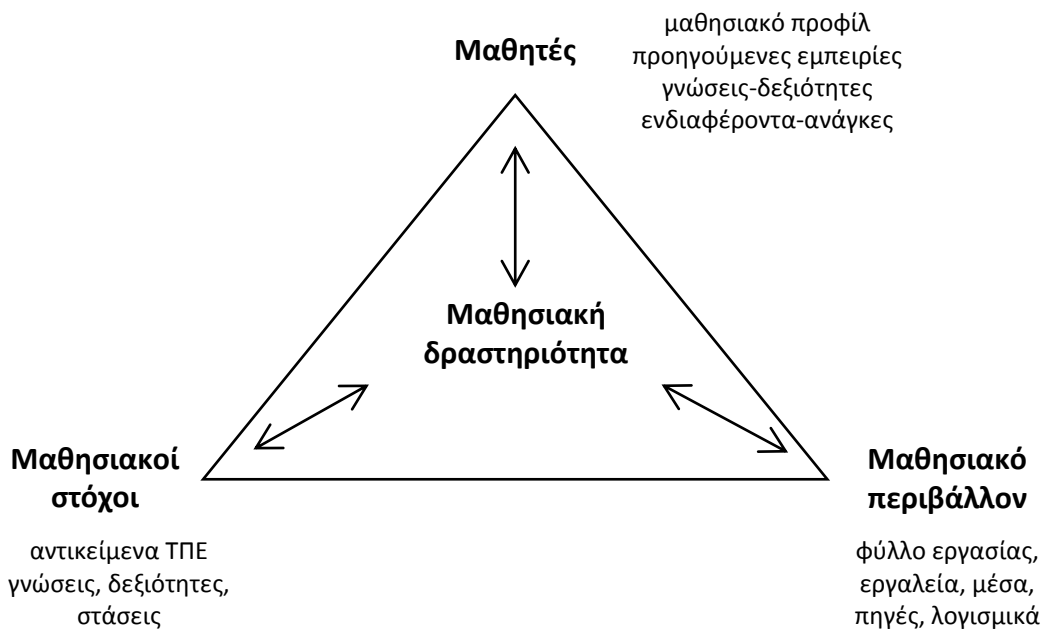 Μαθητές
μαθησιακό προφίλ
προηγούμενες εμπειρίες
γνώσεις-δεξιότητες
ενδιαφέροντα-ανάγκες
Μαθησιακή
δραστηριότητα
Μαθησιακοί
στόχοι
αντικείμενα ΤΠΕ
γνώσεις, δεξιότητες,
στάσεις
Μαθησιακό
περιβάλλον
φύλλο εργασίας,
εργαλεία, μέσα,
πηγές, λογισμικά